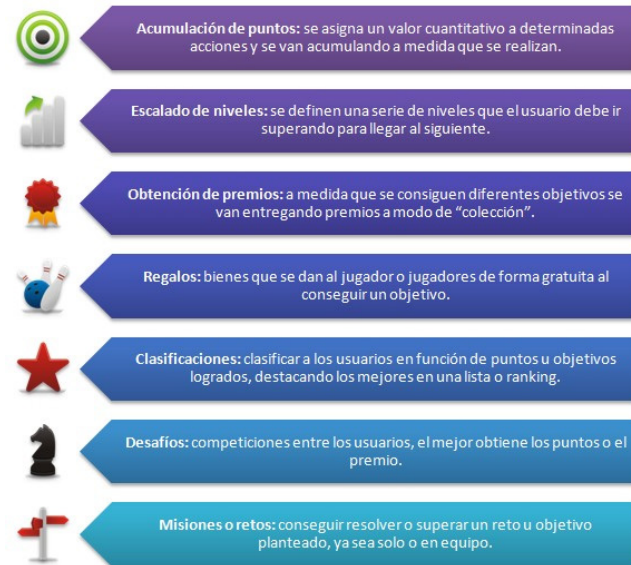 Acumulación de puntos: se asigna un valor cuantitativo a determinadas
acciones y se van acumulando a medida que se realizan.
Escalado de niveles: se definen una serie de niveles que el usuario debe ir
superando para llegar al siguiente.
Obtención de premios: a medida que se consiguen diferentes objetivos se
van entregando premios a modo de “colección”.
Regalos: bienes que se dan al jugador o jugadores de forma gratuita al
conseguir un objetivo.
Clasificaciones: clasificar a los usuarios en función de puntos u objetivos
logrados, destacando los mejores en una lista o ranking.
Desafíos: competiciones entre los usuarios, el mejor obtiene los puntos o el
premio.
Misiones o retos: conseguir resolver o superar un reto u objetivo
planteado, ya sea solo o en equipo.